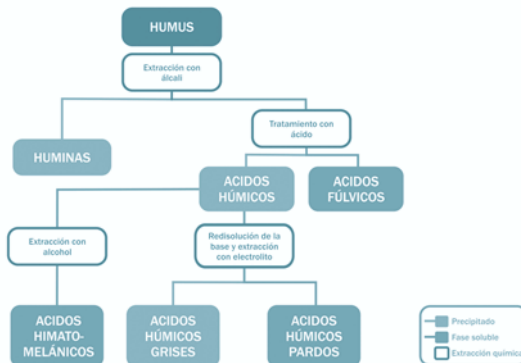 HUMUS
Extracción con
álcali
Tratamiento con
ácido
HUMINAS
ACIDOS
HÚMICOS
ACIDOS
FÚLVICOS
Extracción con
alcohol
Redisolución de la
base y extracción
con electrolito
ACIDOS
HIMATO-
MELÁNICOS
ACIDOS
HÚMICOS
GRISES
ACIDOS
HÚMICOS
PARDOS
Precipitado
Fase soluble
Extracción química